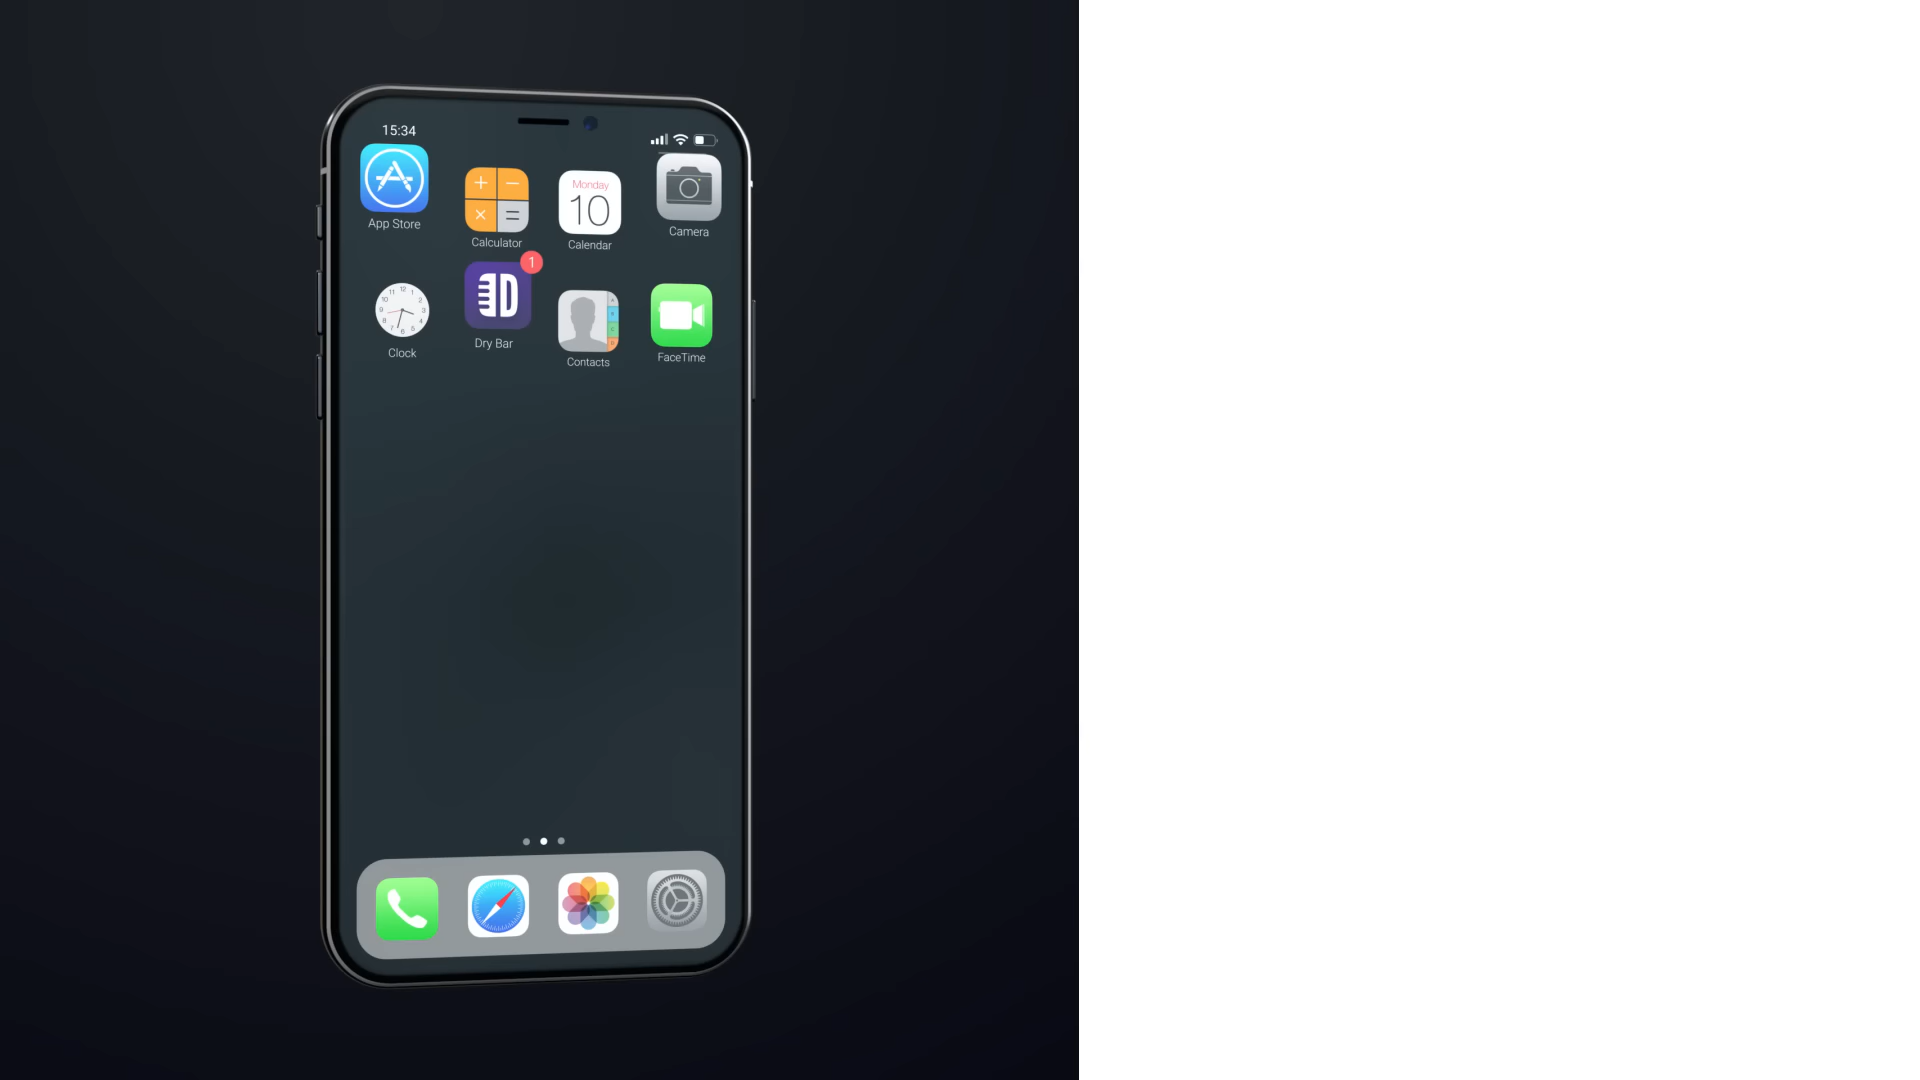 15:34
App Store
Calculator
Monday
10
Calendar
Camera
Clock
1
Dry Bar
Contacts
FaceTime